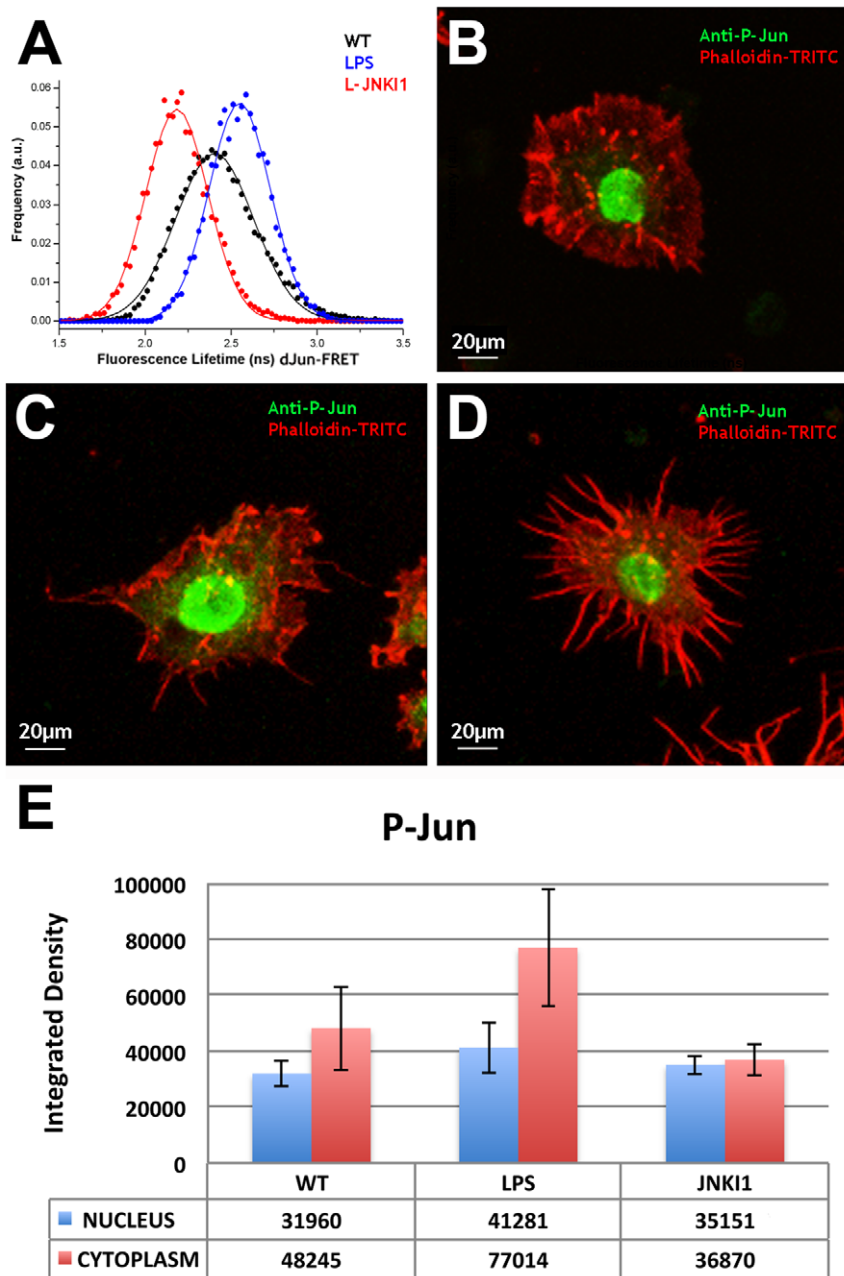 A
WT
LPS
L-JNKI1
0.06
0.05
0.04
0.03
0.02
0.01
0.00
Frequency (a.u.)
1.5
2.0
2.5
3.0
3.5
Fluorescence Lifetime (ns) dJun-FRET
B
Anti-P-Jun
Phalloidin-TRITC
20µm
C
Anti-P-Jun
Phalloidin-TRITC
20µm
D
Anti-P-Jun
Phalloidin-TRITC
20µm
E
P-Jun
Integrated Density
100000
80000
60000
40000
20000
0
WT LPS JNKI1
NUCLEUS 31960 41281 35151
CYTOPLASM 48245 77014 36870